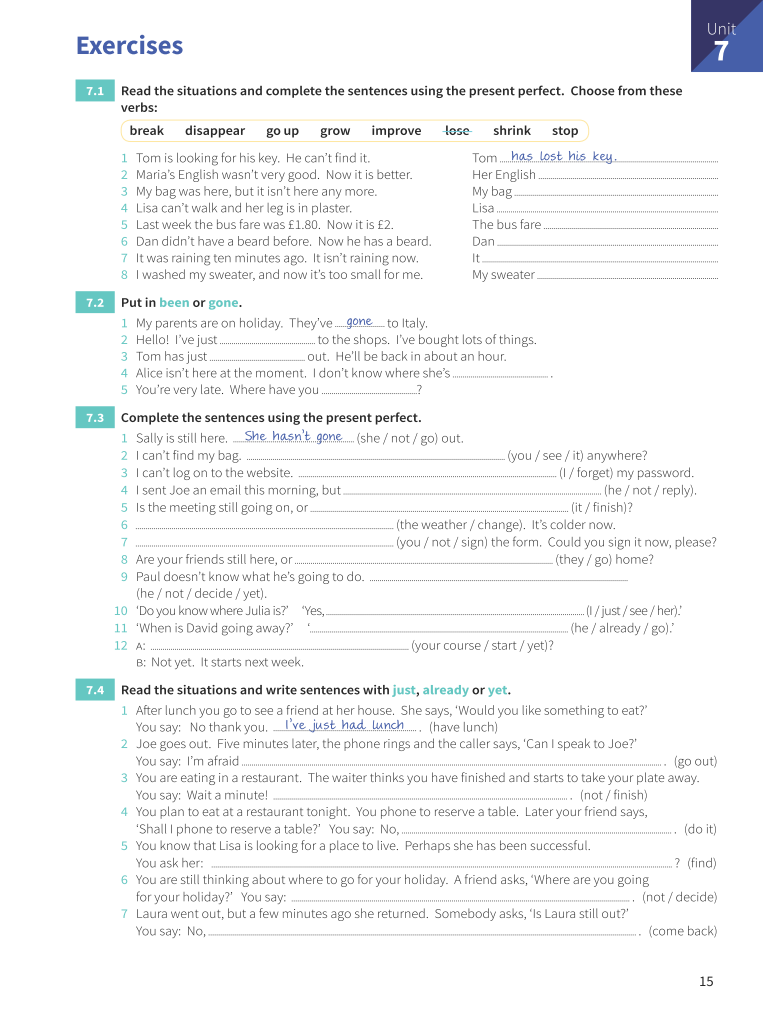 Exercises
Unit
7
7.1 Read the situations and complete the sentences using the present perfect. Choose from these
verbs:
break disappear go up grow improve lose shrink stop
1 Tom is looking for his key. He can't find it. Tom has lost his key.
2 Maria's English wasn't very good. Now it is better. Her English
3 My bag was here, but it isn't here any more. My bag
4 Lisa can't walk and her leg is in plaster. Lisa
5 Last week the bus fare was £1.80. Now it is £2. The bus fare
6 Dan didn't have a beard before. Now he has a beard. Dan
7 It was raining ten minutes ago. It isn't raining now. It
8 I washed my sweater, and now it's too small for me. My sweater
7.2 Put in been or gone.
1 My parents are on holiday. They've gone to Italy.
2 Hello! I've just to the shops. I've bought lots of things.
3 Tom has just out. He'll be back in about an hour.
4 Alice isn't here at the moment. I don't know where she's .
5 You're very late. Where have you ?
7.3 Complete the sentences using the present perfect.
1 Sally is still here. She hasn't gone (she / not / go) out.
2 I can't find my bag. (you / see / it) anywhere?
3 I can't log on to the website. (I / forget) my password.
4 I sent Joe an email this morning, but (he / not / reply).
5 Is the meeting still going on, or (it / finish)?
6 (the weather / change). It's colder now.
7 (you / not / sign) the form. Could you sign it now, please?
8 Are your friends still here, or (they / go) home?
9 Paul doesn't know what he's going to do.
(he / not / decide / yet).
10 'Do you know where Julia is?' 'Yes, (I / just / see / her).'
11 'When is David going away?' ' (he / already / go).'
12 A: (your course / start / yet)?
B: Not yet. It starts next week.
7.4 Read the situations and write sentences with just, already or yet.
1 After lunch you go to see a friend at her house. She says, 'Would you like something to eat?'
You say: No thank you. I've just had lunch . (have lunch)
2 Joe goes out. Five minutes later, the phone rings and the caller says, 'Can I speak to Joe?'
You say: I'm afraid . (go out)
3 You are eating in a restaurant. The waiter thinks you have finished and starts to take your plate away.
You say: Wait a minute! . (not / finish)
4 You plan to eat at a restaurant tonight. You phone to reserve a table. Later your friend says,
'Shall I phone to reserve a table?' You say: No, . (do it)
5 You know that Lisa is looking for a place to live. Perhaps she has been successful.
You ask her: ? (find)
6 You are still thinking about where to go for your holiday. A friend asks, 'Where are you going
for your holiday?' You say: . (not / decide)
7 Laura went out, but a few minutes ago she returned. Somebody asks, 'Is Laura still out?'
You say: No, . (come back)
15